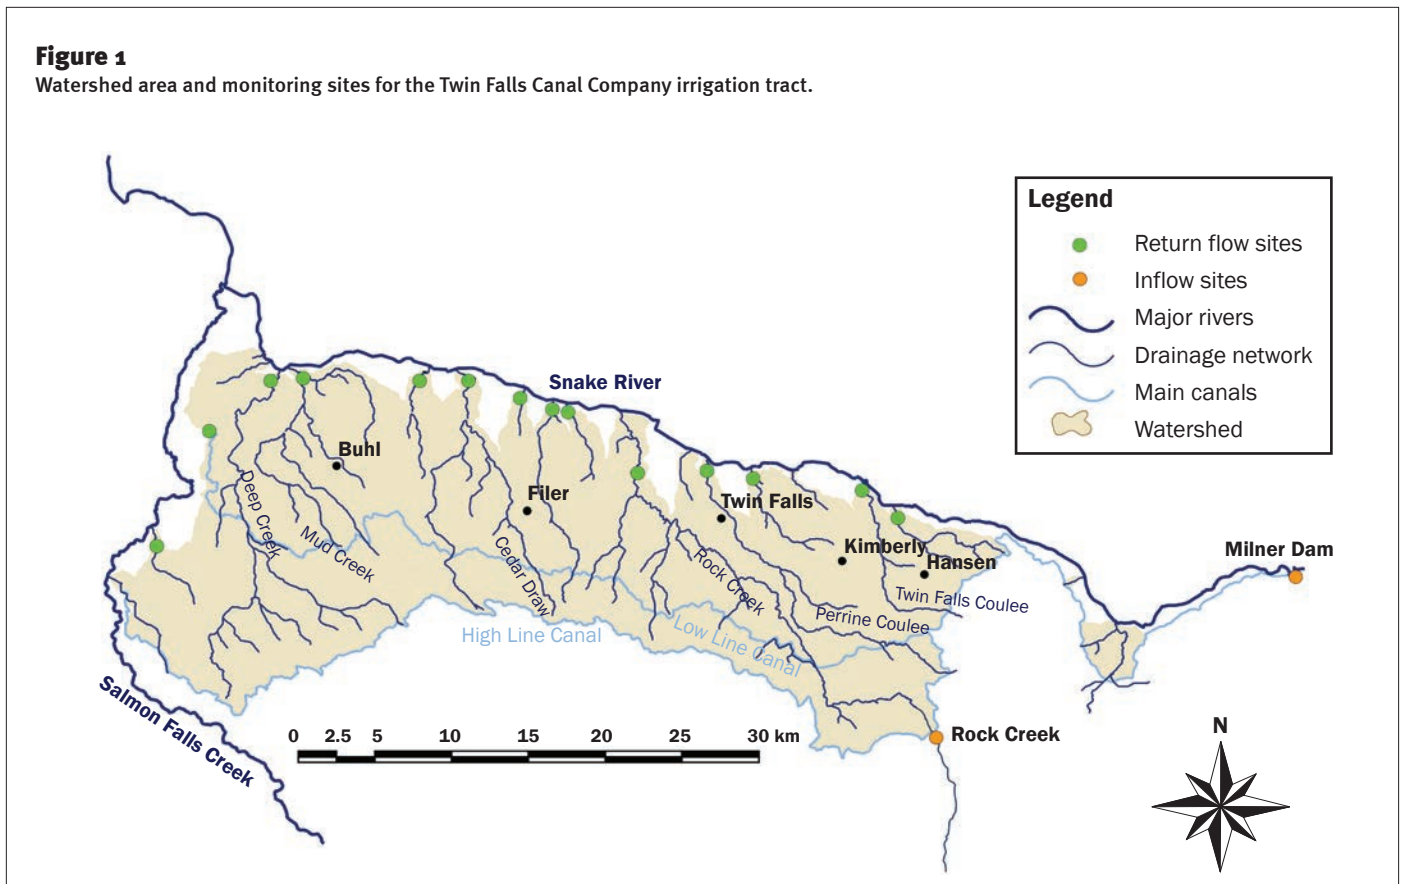 Figure 1
Watershed area and monitoring sites for the Twin Falls Canal Company irrigation tract.
Legend
Return flow sites
Inflow sites
Major rivers
Drainage network
Main canals
Watershed
Snake River
Buhl
Filer
Twin Falls
Kimberly
Hansen
Milner Dam
Deep Creek
Mud Creek
Cedar Draw
Rock Creek
Twin Falls Coulee
Perrine Coulee
High Line Canal
Low Line Canal
Salmon Falls Creek
Rock Creek
0 2.5 5 10 15 20 25 30 km
N